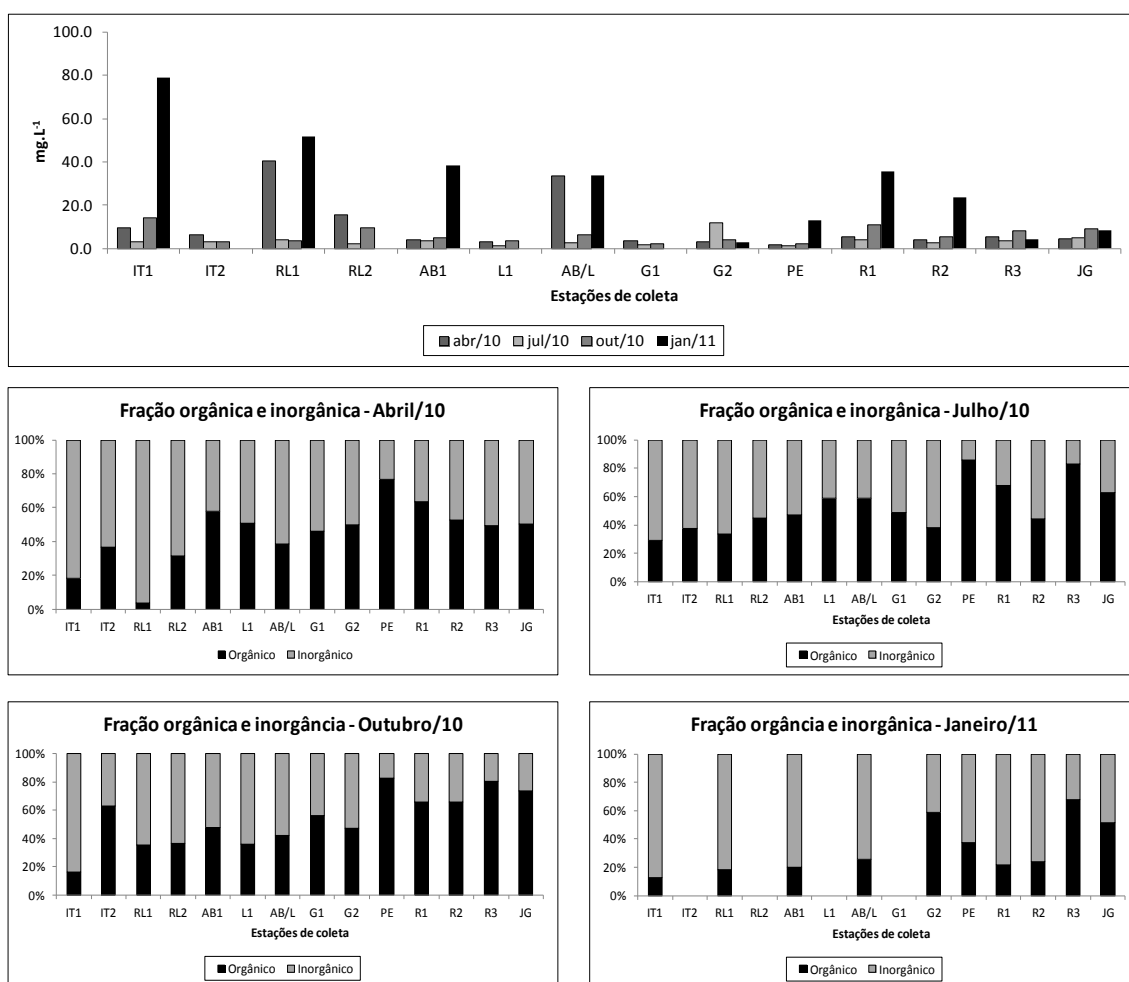 100.0
80.0
60.0
40.0
20.0
0.0
mg.L-1
IT1 IT2 RL1 RL2 AB1 L1 AB/L G1 G2 PE R1 R2 R3 JG
Estações de coleta
abr/10 jul/10 out/10 jan/11
Fração orgânica e inorgânica - Abril/10
100%
80%
60%
40%
20%
0%
IT1 IT2 RL1 RL2 AB1 L1 AB/L G1 G2 PE R1 R2 R3 JG
Orgânico Inorgânico
Fração orgânica e inorgânica - Julho/10
100%
80%
60%
40%
20%
0%
IT1 IT2 RL1 RL2 AB1 L1 AB/L G1 G2 PE R1 R2 R3 JG
Estações de coleta
Orgânico Inorgânico
Fração orgânica e inorgância - Outubro/10
100%
80%
60%
40%
20%
0%
IT1 IT2 RL1 RL2 AB1 L1 AB/L G1 G2 PE R1 R2 R3 JG
Estações de coleta
Orgânico Inorgânico
Fração orgância e inorgânica - Janeiro/11
100%
80%
60%
40%
20%
0%
IT1 IT2 RL1 RL2 AB1 L1 AB/L G1 G2 PE R1 R2 R3 JG
Estações de coleta
Orgânico Inorgânico